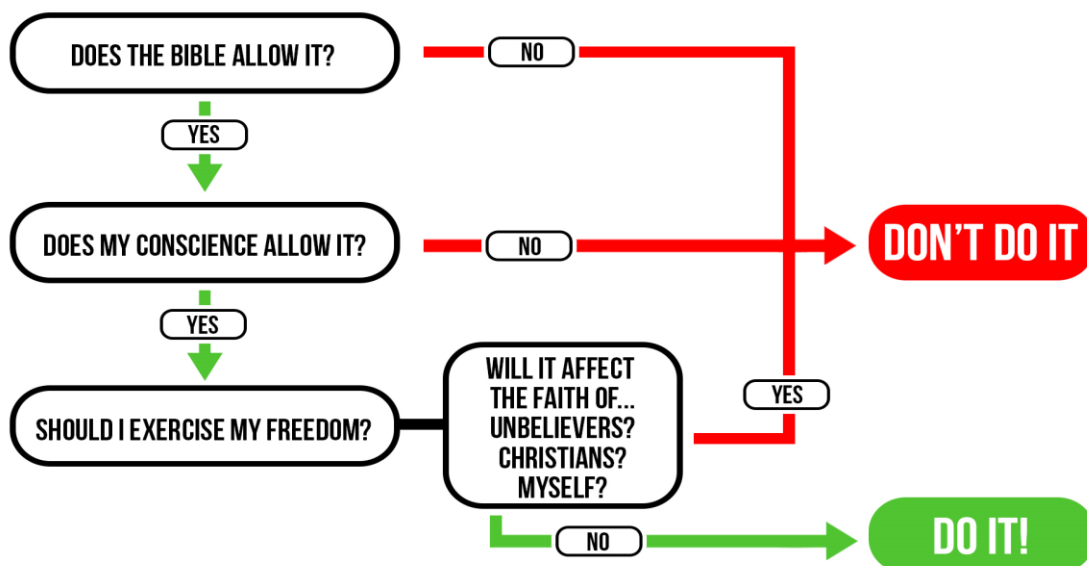 DOES THE BIBLE ALLOW IT?
NO
YES
DOES MY CONSCIENCE ALLOW IT?
NO
DON'T DO IT
YES
SHOULD I EXERCISE MY FREEDOM?
WILL IT AFFECT
THE FAITH OF...
UNBELIEVERS?
CHRISTIANS?
MYSELF?
YES
NO
DO IT!